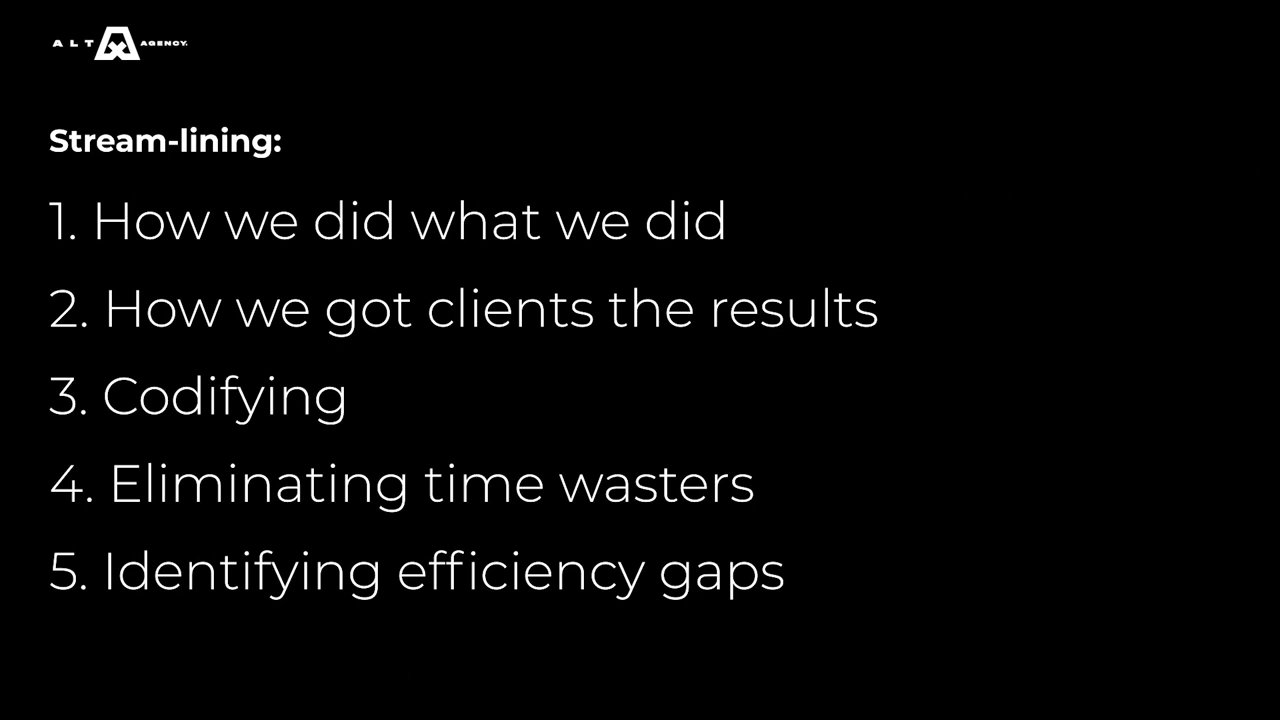 ALT AGENCY.
Stream-lining:
1. How we did what we did
2. How we got clients the results
3. Codifying
4. Eliminating time wasters
5. Identifying efficiency gaps